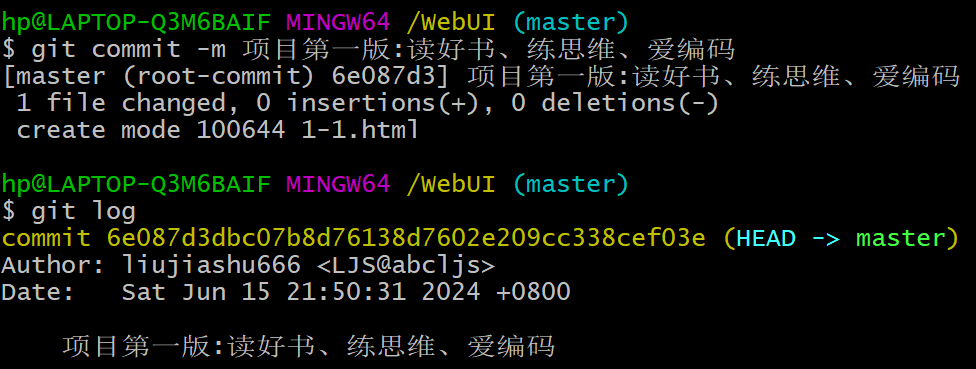 hp@LAPTOP-Q3M6BAIF MINGW64 /WebUI (master)
$ git commit -m 项目第一版:读好书、练思维、爱编码
[master (root-commit) 6e087d3] 项目第一版:读好书、练思维、爱编码
 1 file changed, 0 insertions(+), 0 deletions(-)
 create mode 100644 1-1.html

hp@LAPTOP-Q3M6BAIF MINGW64 /WebUI (master)
$ git log
commit 6e087d3dbc07b8d76138d7602e209cc338cef03e (HEAD -> master)
Author: liujiashu666 <LJS@abcljs>
Date:   Sat Jun 15 21:50:31 2024 +0800

    项目第一版:读好书、练思维、爱编码